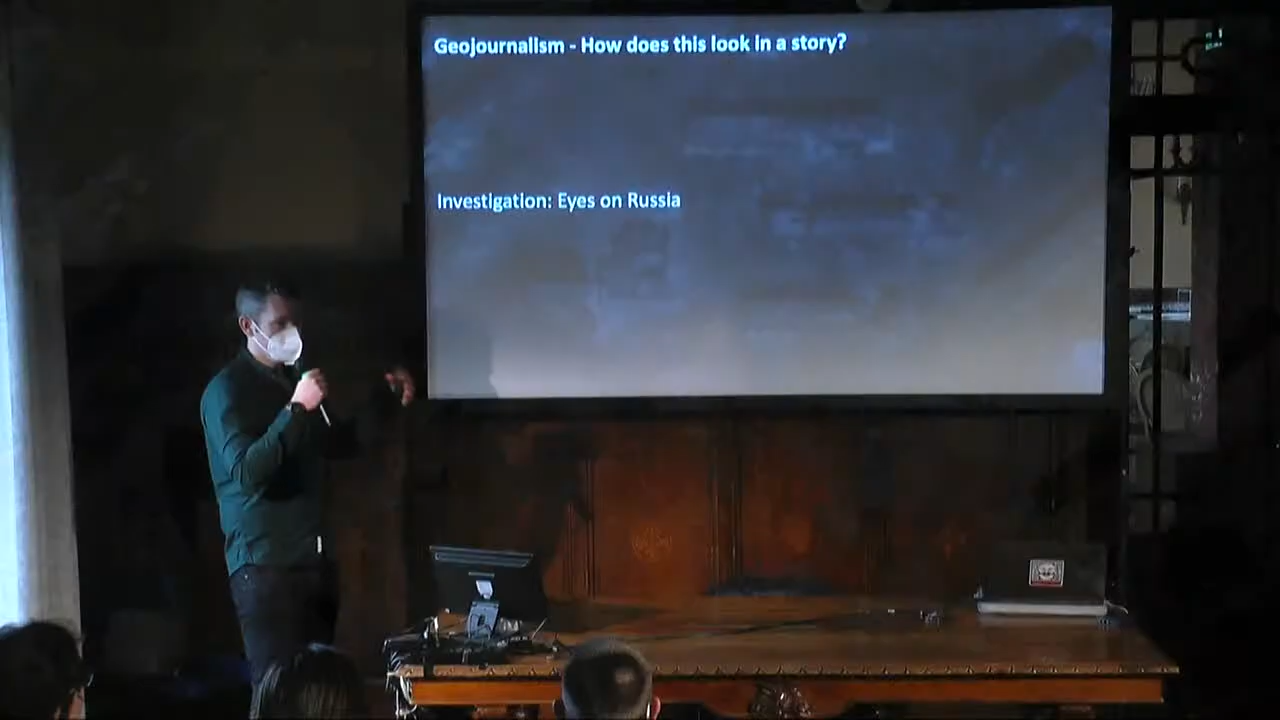 Geojournalism - How does this look in a story?
Investigation: Eyes on Russia